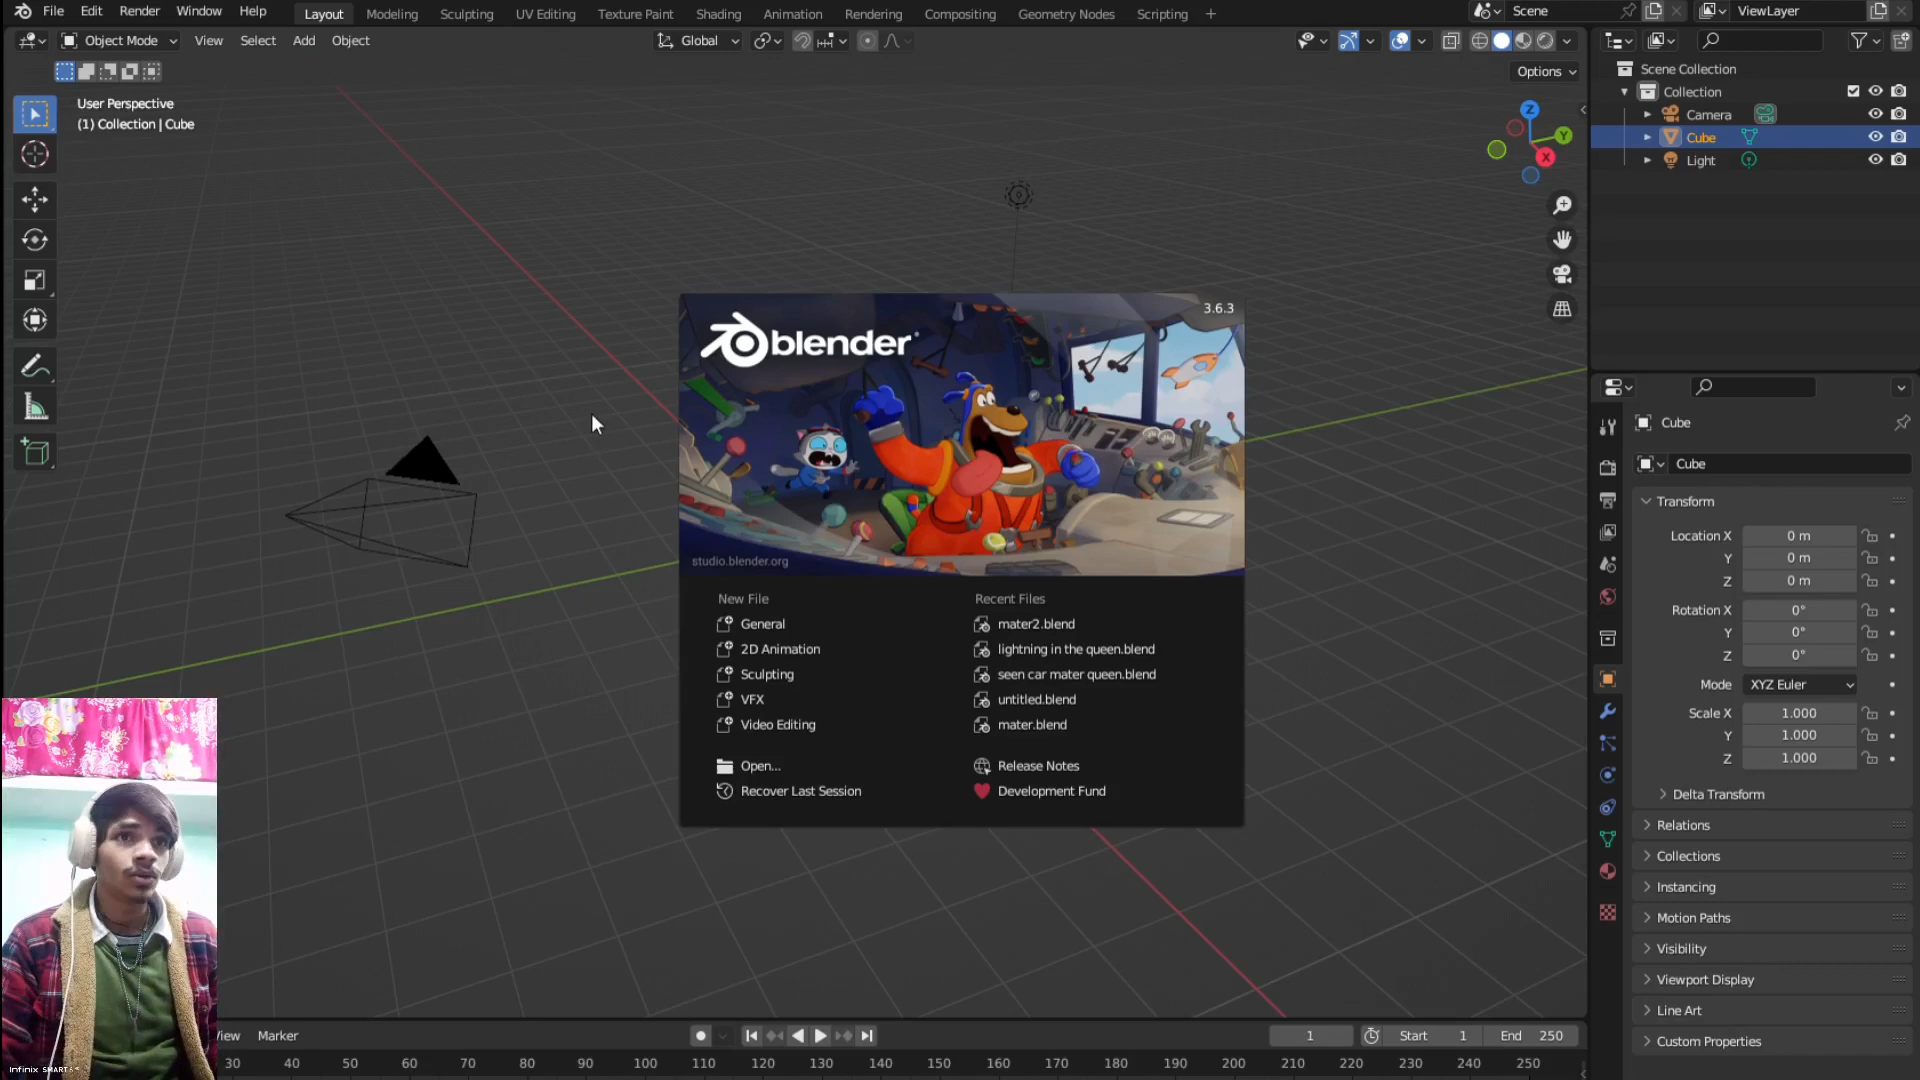 File Edit Render Window Help Layout Modeling Sculpting UV Editing Texture Paint Shading Animation Rendering Compositing Geometry Nodes Scripting + Scene ViewLayer
Object Mode View Select Add Object Global
Options
User Perspective
(1) Collection | Cube
Z
Y
X
Scene Collection
Collection
Camera
Cube
Light
blender
3.6.3
studio.blender.org
New File
General
2D Animation
Sculpting
VFX
Video Editing
Open...
Recover Last Session
Recent Files
mater2.blend
lightning in the queen.blend
seen car mater queen.blend
untitled.blend
mater.blend
Release Notes
Development Fund
Cube
Cube
Transform
Location X 0 m
Y 0 m
Z 0 m
Rotation X 0°
Y 0°
Z 0°
Mode XYZ Euler
Scale X 1.000
Y 1.000
Z 1.000
Delta Transform
Relations
Collections
Instancing
Motion Paths
Visibility
Viewport Display
Line Art
Custom Properties
Marker 1 Start 1 End 250
30 40 50 60 70 80 90 100 110 120 130 140 150 160 170 180 190 200 210 220 230 240 250
Infinix SMART